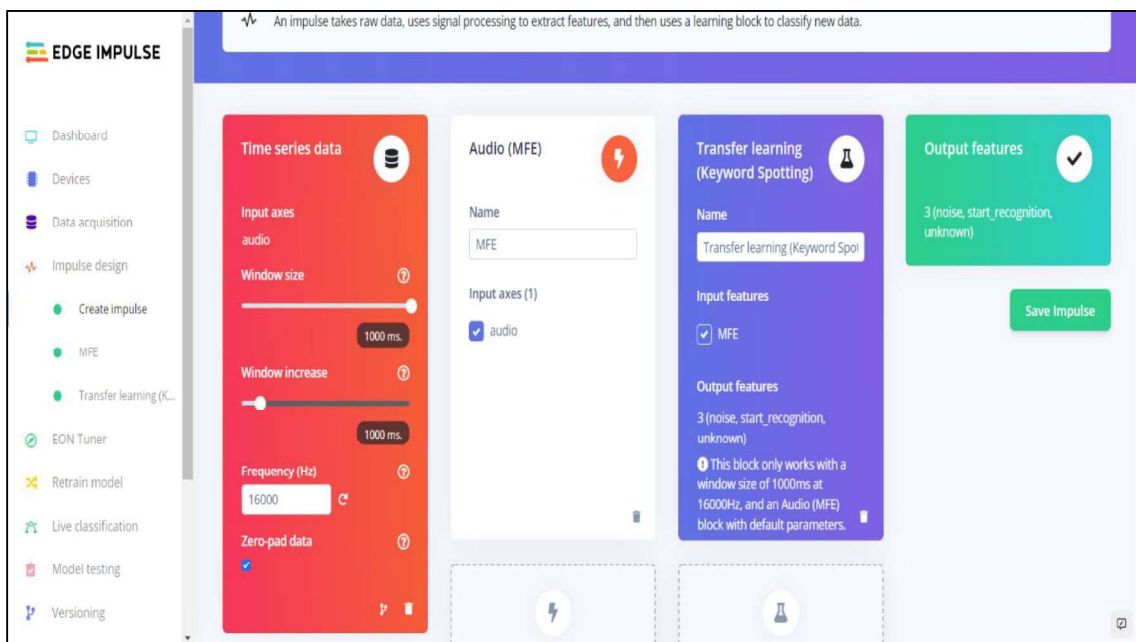 An impulse takes raw data, uses signal processing to extract features, and then uses a learning block to classify new data.
EDGE IMPULSE
Dashboard
Devices
Data acquisition
Impulse design
Create impulse
MFE
Transfer learning (K...
EON Tuner
Retrain model
Live classification
Model testing
Versioning
Time series data
Input axes
audio
Window size
1000 ms.
Window increase
1000 ms.
Frequency (Hz)
16000
Zero-pad data
Audio (MFE)
Name
MFE
Input axes (1)
audio
Transfer learning
(Keyword Spotting)
Name
Transfer learning (Keyword Spot
Input features
MFE
Output features
3 (noise, start_recognition,
unknown)
This block only works with a
window size of 1000ms at
16000Hz, and an Audio (MFE)
block with default parameters.
Output features
3 (noise, start_recognition,
unknown)
Save Impulse